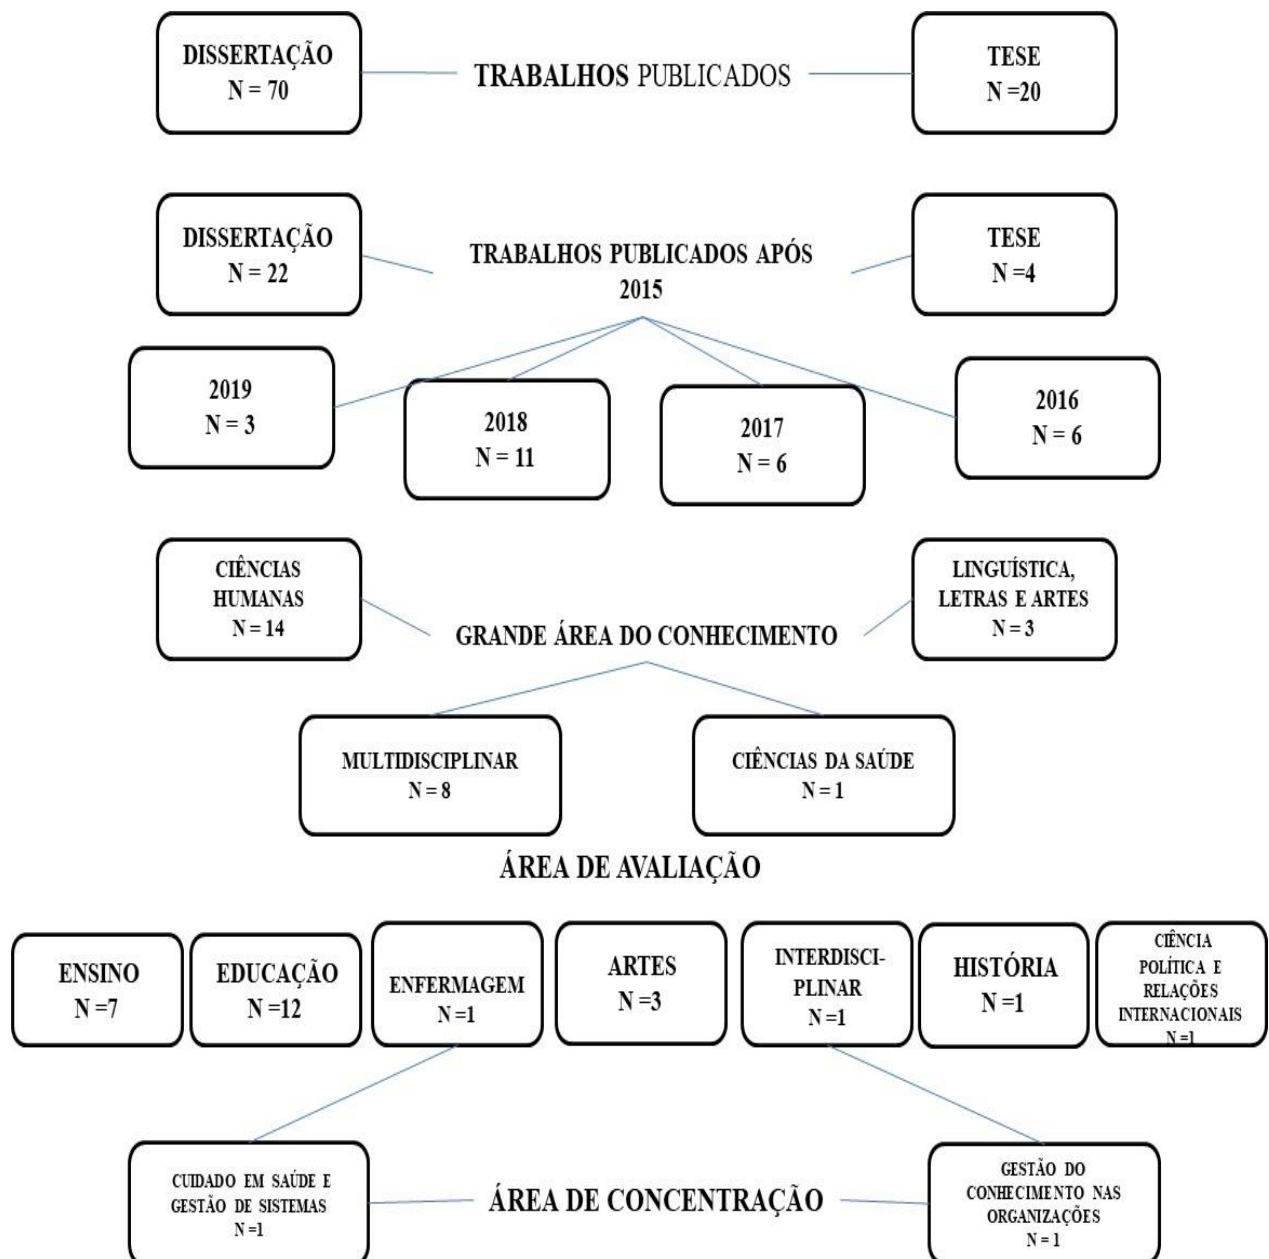 DISSERTAÇÃO
N = 70
TRABALHOS PUBLICADOS
TESE
N =20
DISSERTAÇÃO
N = 22
TRABALHOS PUBLICADOS APÓS
2015
TESE
N =4
2019
N = 3
2018
N = 11
2017
N = 6
2016
N = 6
CIÊNCIAS
HUMANAS
N = 14
GRANDE ÁREA DO CONHECIMENTO
LINGUÍSTICA,
LETRAS E ARTES
N = 3
MULTIDISCIPLINAR
N = 8
CIÊNCIAS DA SAÚDE
N = 1
ÁREA DE AVALIAÇÃO
ENSINO
N =7
EDUCAÇÃO
N =12
ENFERMAGEM
N =1
ARTES
N =3
INTERDISCI-
PLINAR
N =1
HISTÓRIA
N =1
CIÊNCIA
POLÍTICA E
RELAÇÕES
INTERNACIONAIS
N =1
CUIDADO EM SAÚDE E
GESTÃO DE SISTEMAS
N =1
ÁREA DE CONCENTRAÇÃO
GESTÃO DO
CONHECIMENTO NAS
ORGANIZAÇÕES
N = 1